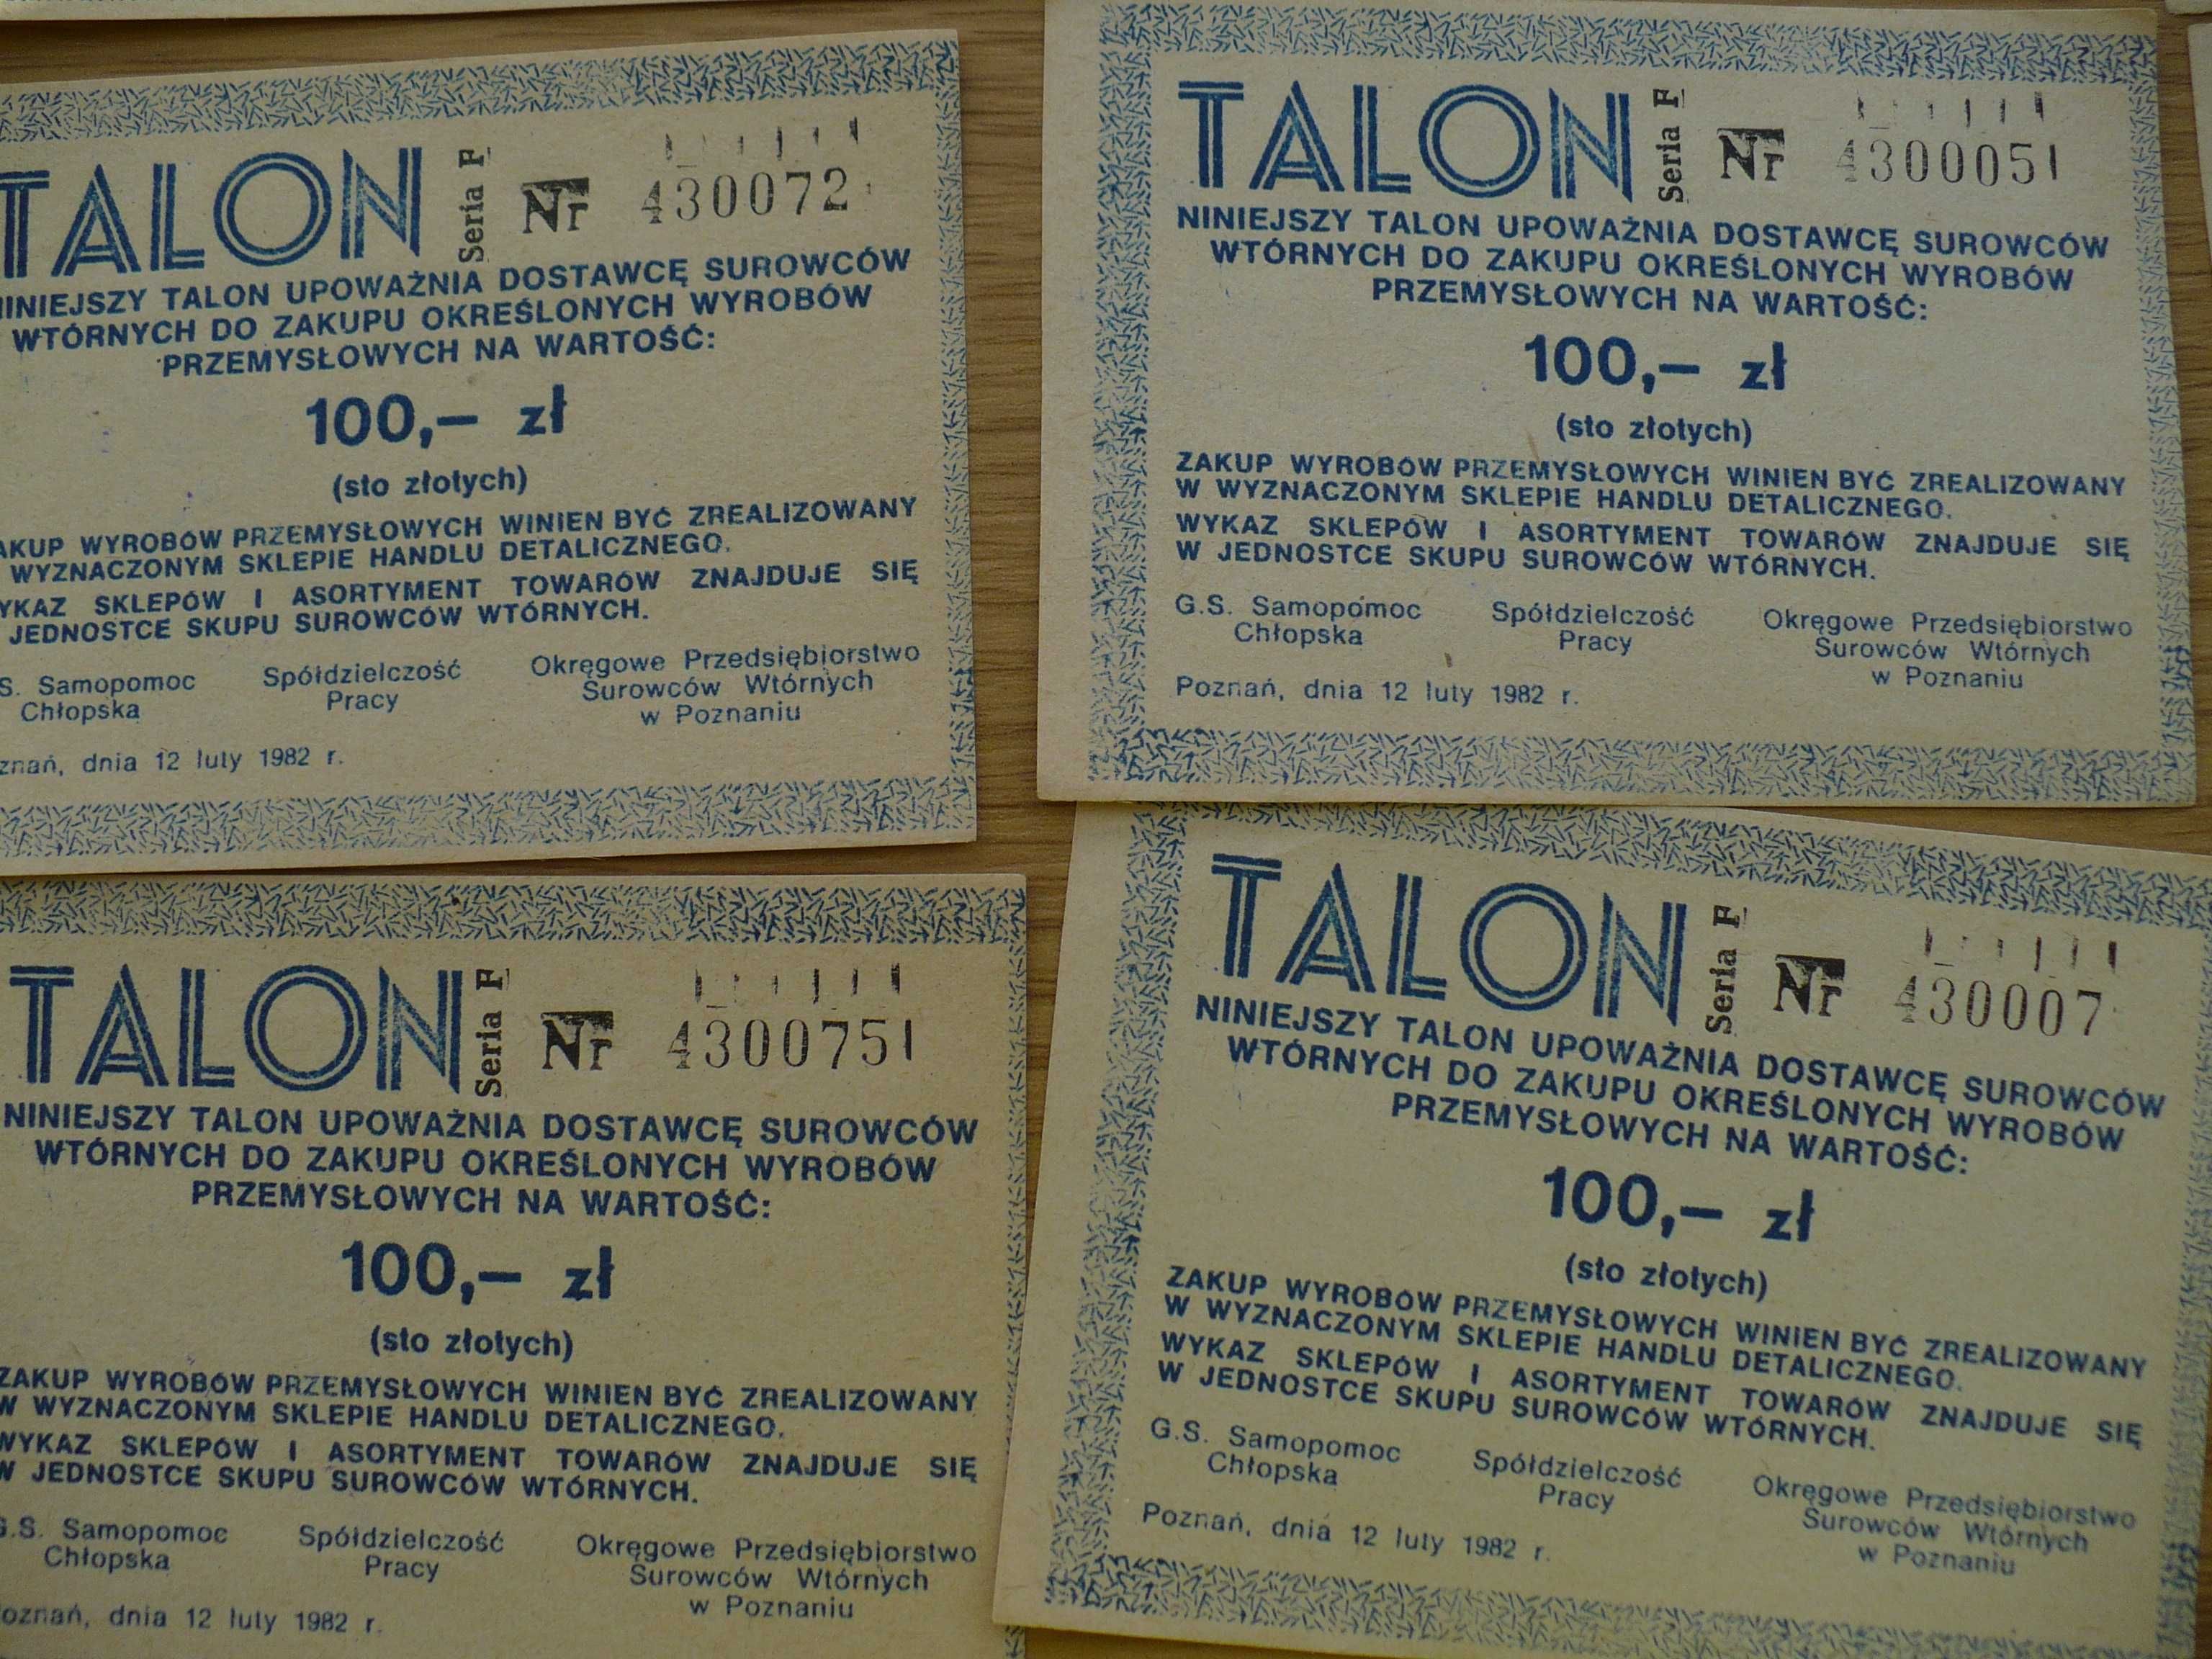 TALON Seria F Nr 430072
NINIEJSZY TALON UPOWAŻNIA DOSTAWCĘ SUROWCÓW
WTÓRNYCH DO ZAKUPU OKREŚLONYCH WYROBÓW
PRZEMYSŁOWYCH NA WARTOŚĆ:
100,— zł
(sto złotych)
AKUP WYROBÓW PRZEMYSŁOWYCH WINIEN BYĆ ZREALIZOWANY
WYZNACZONYM SKLEPIE HANDLU DETALICZNEGO.
YKAZ SKLEPÓW I ASORTYMENT TOWARÓW ZNAJDUJE SIĘ
JEDNOSTCE SKUPU SUROWCÓW WTÓRNYCH.
S. Samopomoc Spółdzielczość Okręgowe Przedsiębiorstwo
Chłopska Pracy Surowców Wtórnych
w Poznaniu
znań, dnia 12 luty 1982 r.
TALON Seria F Nr 4300051
NINIEJSZY TALON UPOWAŻNIA DOSTAWCĘ SUROWCÓW
WTÓRNYCH DO ZAKUPU OKREŚLONYCH WYROBÓW
PRZEMYSŁOWYCH NA WARTOŚĆ:
100,— zł
(sto złotych)
ZAKUP WYROBÓW PRZEMYSŁOWYCH WINIEN BYĆ ZREALIZOWANY
W WYZNACZONYM SKLEPIE HANDLU DETALICZNEGO.
WYKAZ SKLEPÓW I ASORTYMENT TOWARÓW ZNAJDUJE SIĘ
W JEDNOSTCE SKUPU SUROWCÓW WTÓRNYCH.
G.S. Samopomoc Spółdzielczość Okręgowe Przedsiębiorstwo
Chłopska Pracy Surowców Wtórnych
w Poznaniu
Poznań, dnia 12 luty 1982 r.
TALON Seria F Nr 4300751
NINIEJSZY TALON UPOWAŻNIA DOSTAWCĘ SUROWCÓW
WTÓRNYCH DO ZAKUPU OKREŚLONYCH WYROBÓW
PRZEMYSŁOWYCH NA WARTOŚĆ:
100,— zł
(sto złotych)
ZAKUP WYROBÓW PRZEMYSŁOWYCH WINIEN BYĆ ZREALIZOWANY
W WYZNACZONYM SKLEPIE HANDLU DETALICZNEGO.
WYKAZ SKLEPÓW I ASORTYMENT TOWARÓW ZNAJDUJE SIĘ
W JEDNOSTCE SKUPU SUROWCÓW WTÓRNYCH.
G.S. Samopomoc Spółdzielczość Okręgowe Przedsiębiorstwo
Chłopska Pracy Surowców Wtórnych
w Poznaniu
oznań, dnia 12 luty 1982 r.
TALON Seria F Nr 430007
NINIEJSZY TALON UPOWAŻNIA DOSTAWCĘ SUROWCÓW
WTÓRNYCH DO ZAKUPU OKREŚLONYCH WYROBÓW
PRZEMYSŁOWYCH NA WARTOŚĆ:
100,— zł
(sto złotych)
ZAKUP WYROBÓW PRZEMYSŁOWYCH WINIEN BYĆ ZREALIZOWANY
W WYZNACZONYM SKLEPIE HANDLU DETALICZNEGO.
WYKAZ SKLEPÓW I ASORTYMENT TOWARÓW ZNAJDUJE SIĘ
W JEDNOSTCE SKUPU SUROWCÓW WTÓRNYCH.
G.S. Samopomoc Spółdzielczość Okręgowe Przedsiębiorstwo
Chłopska Pracy Surowców Wtórnych
w Poznaniu
Poznań, dnia 12 luty 1982 r.